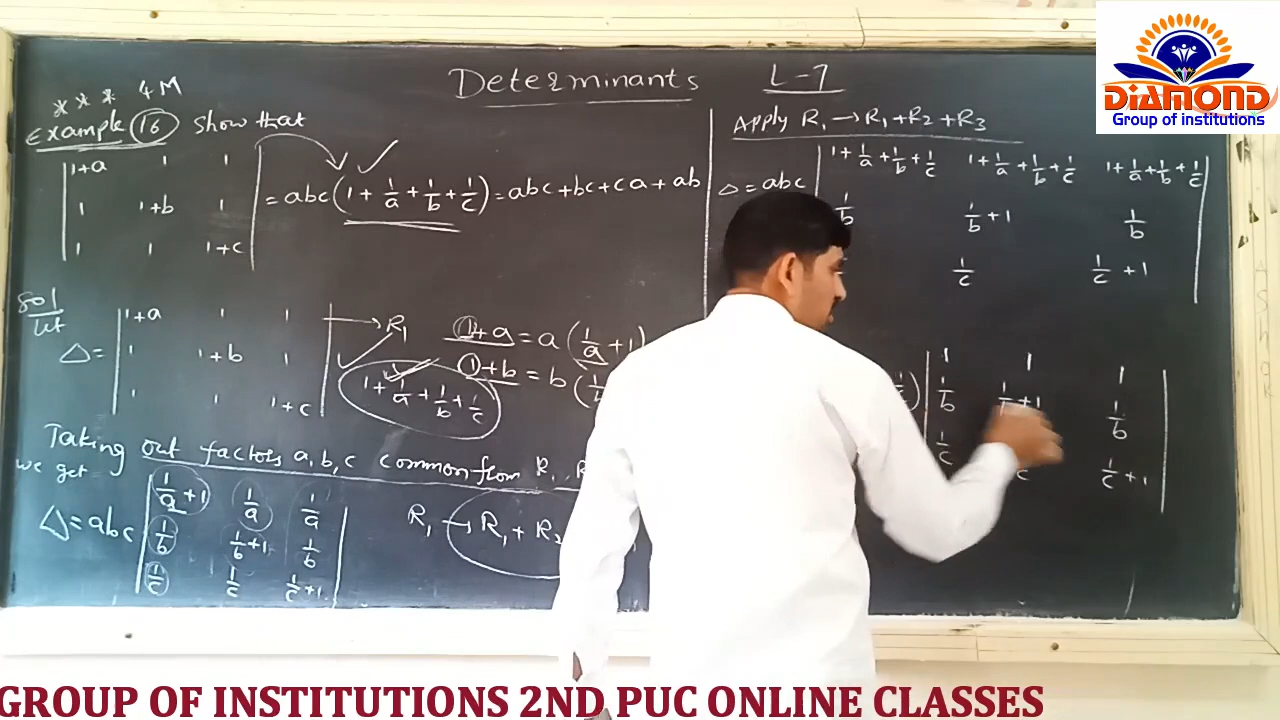 Determinants L-7
*** 4M
Example 16 Show that
|1+a 1 1|
|1 1+b 1| = abc(1+1/a+1/b+1/c) = abc+bc+ca+ab
|1 1 1+c|
Sol
let
|1+a 1 1| → R1
Δ= |1 1+b 1|
|1 1 1+c|
1+1/a+1/b+1/c
1+a = a(1/a+1)
1+b = b(1/b
Taking out factors a, b, c common from R1,
we get
|1/a+1 1/a 1/a|
Δ=abc |1/b 1/b+1 1/b|
|1/c 1/c 1/c+1|
R1 → R1+R2
Apply R1→R1+R2+R3
|1+1/a+1/b+1/c 1+1/a+1/b+1/c 1+1/a+1/b+1/c|
Δ=abc
1/b 1/b+1 1/b|
1/c 1/c+1|
|1 1 1|
1/c) |1/b 1/b+1 1/b|
1/c c 1/c+1|
DIAMOND
Group of institutions
GROUP OF INSTITUTIONS 2ND PUC ONLINE CLASSES